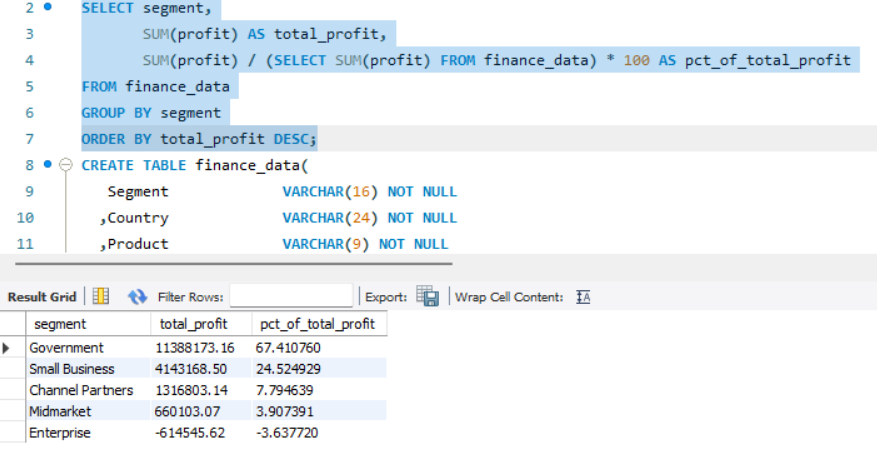 2 SELECT segment,
3 SUM(profit) AS total_profit,
4 SUM(profit) / (SELECT SUM(profit) FROM finance_data) * 100 AS pct_of_total_profit
5 FROM finance_data
6 GROUP BY segment
7 ORDER BY total_profit DESC;
8 CREATE TABLE finance_data(
9 Segment VARCHAR(16) NOT NULL
10 ,Country VARCHAR(24) NOT NULL
11 ,Product VARCHAR(9) NOT NULL
Result Grid Filter Rows: Export: Wrap Cell Content: IA
segment total_profit pct_of_total_profit
Government 11388173.16 67.410760
Small Business 4143168.50 24.524929
Channel Partners 1316803.14 7.794639
Midmarket 660103.07 3.907391
Enterprise -614545.62 -3.637720